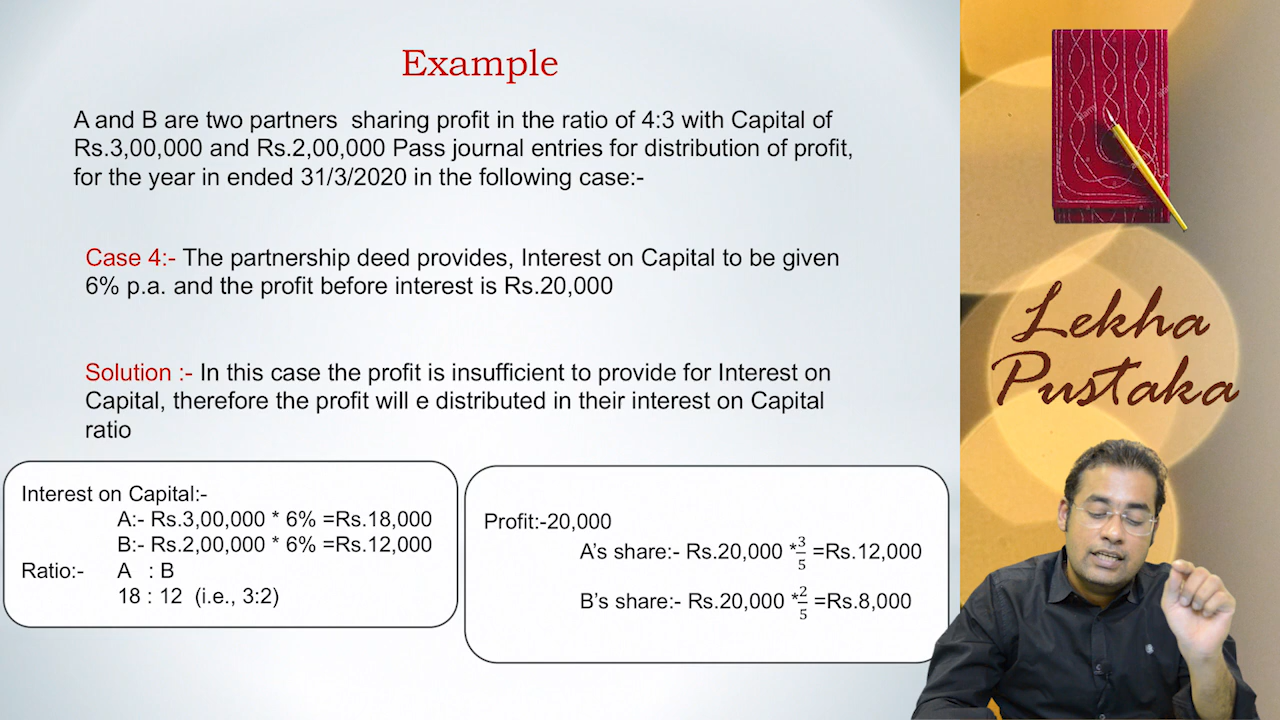 Example
A and B are two partners sharing profit in the ratio of 4:3 with Capital of
Rs.3,00,000 and Rs.2,00,000 Pass journal entries for distribution of profit,
for the year in ended 31/3/2020 in the following case:-
Case 4:- The partnership deed provides, Interest on Capital to be given
6% p.a. and the profit before interest is Rs.20,000
Solution :- In this case the profit is insufficient to provide for Interest on
Capital, therefore the profit will e distributed in their interest on Capital
ratio
Interest on Capital:-
A:- Rs.3,00,000 * 6% =Rs.18,000
B:- Rs.2,00,000 * 6% =Rs.12,000
Ratio:- A : B
18 : 12 (i.e., 3:2)
Profit:-20,000
A's share:- Rs.20,000 *3/5 =Rs.12,000
B's share:- Rs.20,000 *2/5 =Rs.8,000
Lekha
Pustaka